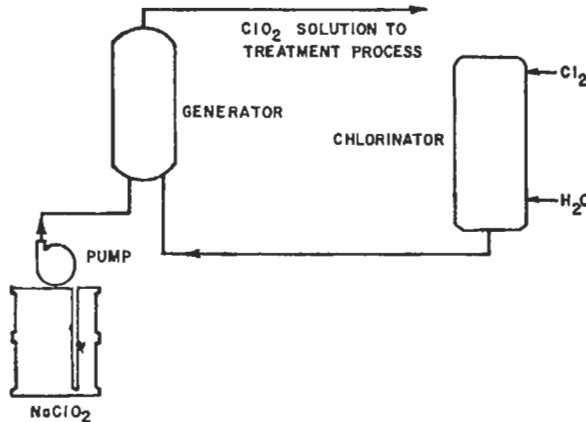 ClO₂ SOLUTION TO
TREATMENT PROCESS
Cl₂
GENERATOR
CHLORINATOR
H₂O
PUMP
NaClO₂